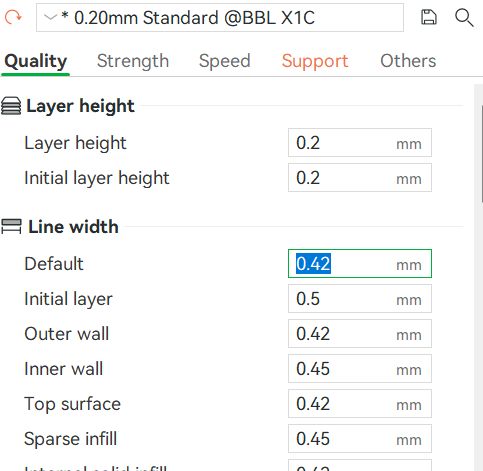 * 0.20mm Standard @BBL X1C
Quality Strength Speed Support Others
Layer height
Layer height 0.2 mm
Initial layer height 0.2 mm
Line width
Default 0.42 mm
Initial layer 0.5 mm
Outer wall 0.42 mm
Inner wall 0.45 mm
Top surface 0.42 mm
Sparse infill 0.45 mm
Internal solid infill 0.42